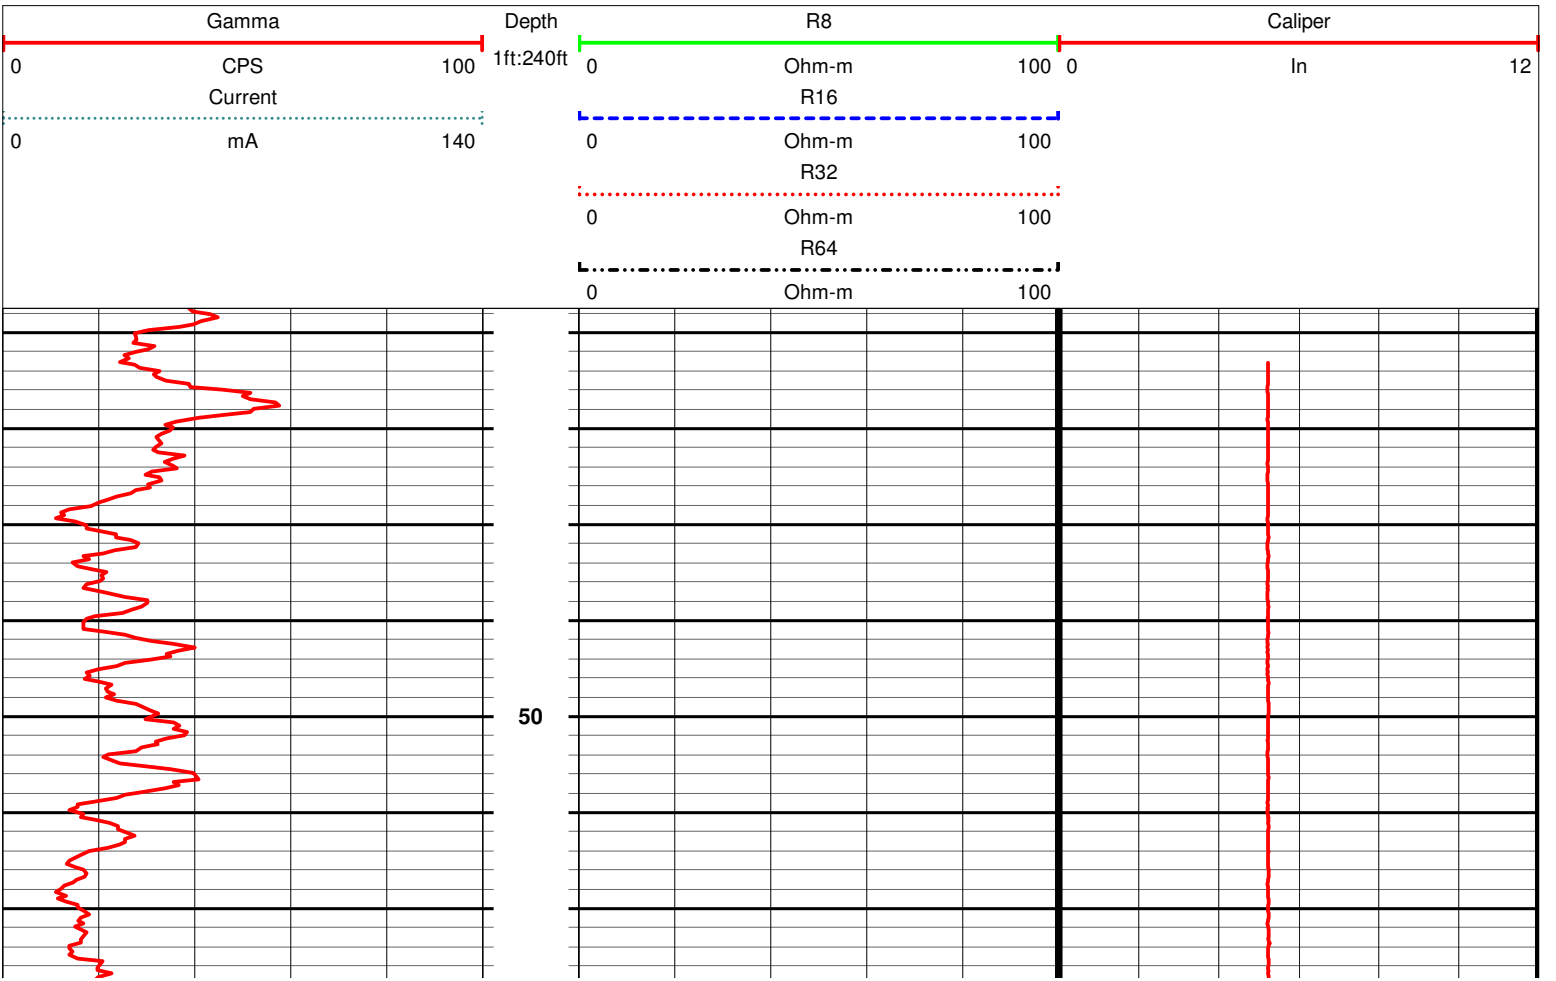 Gamma Depth R8 Caliper
0 CPS 100 1ft:240ft 0 Ohm-m 100 0 In 12
Current R16
0 mA 140 0 Ohm-m 100
R32
0 Ohm-m 100
R64
0 Ohm-m 100
50